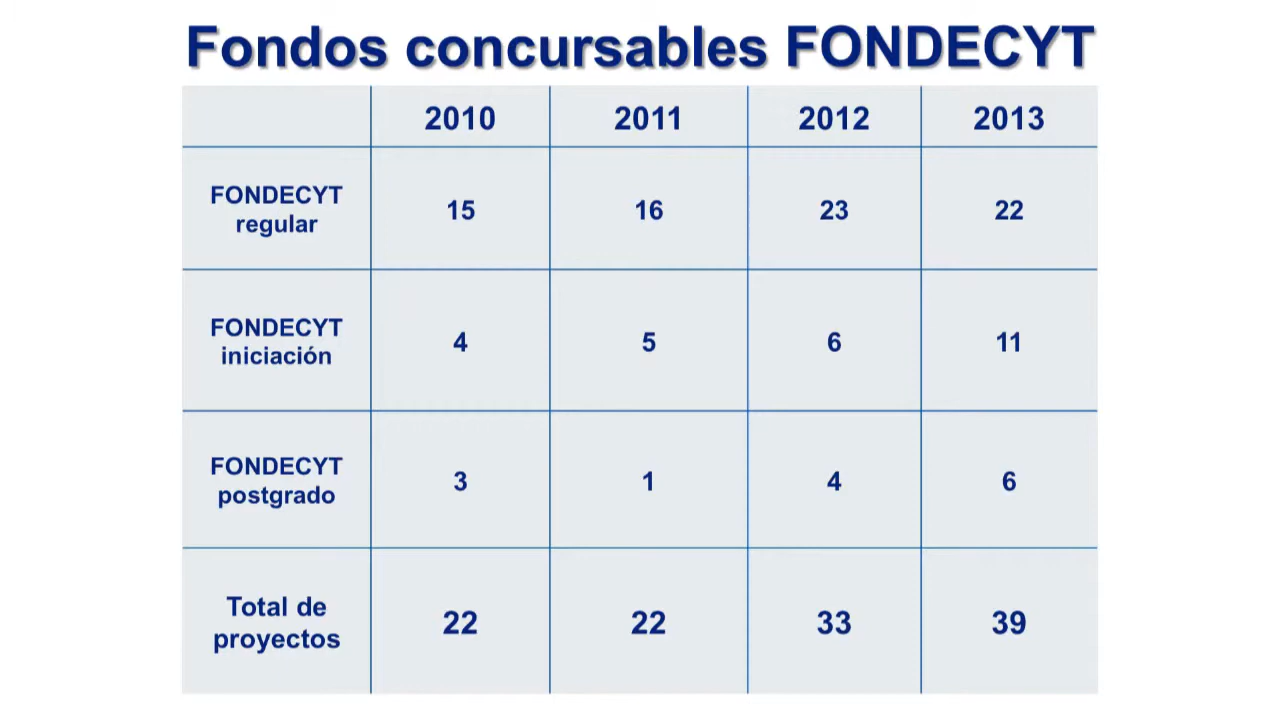 Fondos concursables FONDECYT
2010 2011 2012 2013
FONDECYT
regular
15 16 23 22
FONDECYT
iniciación
4 5 6 11
FONDECYT
postgrado
3 1 4 6
Total de
proyectos
22 22 33 39